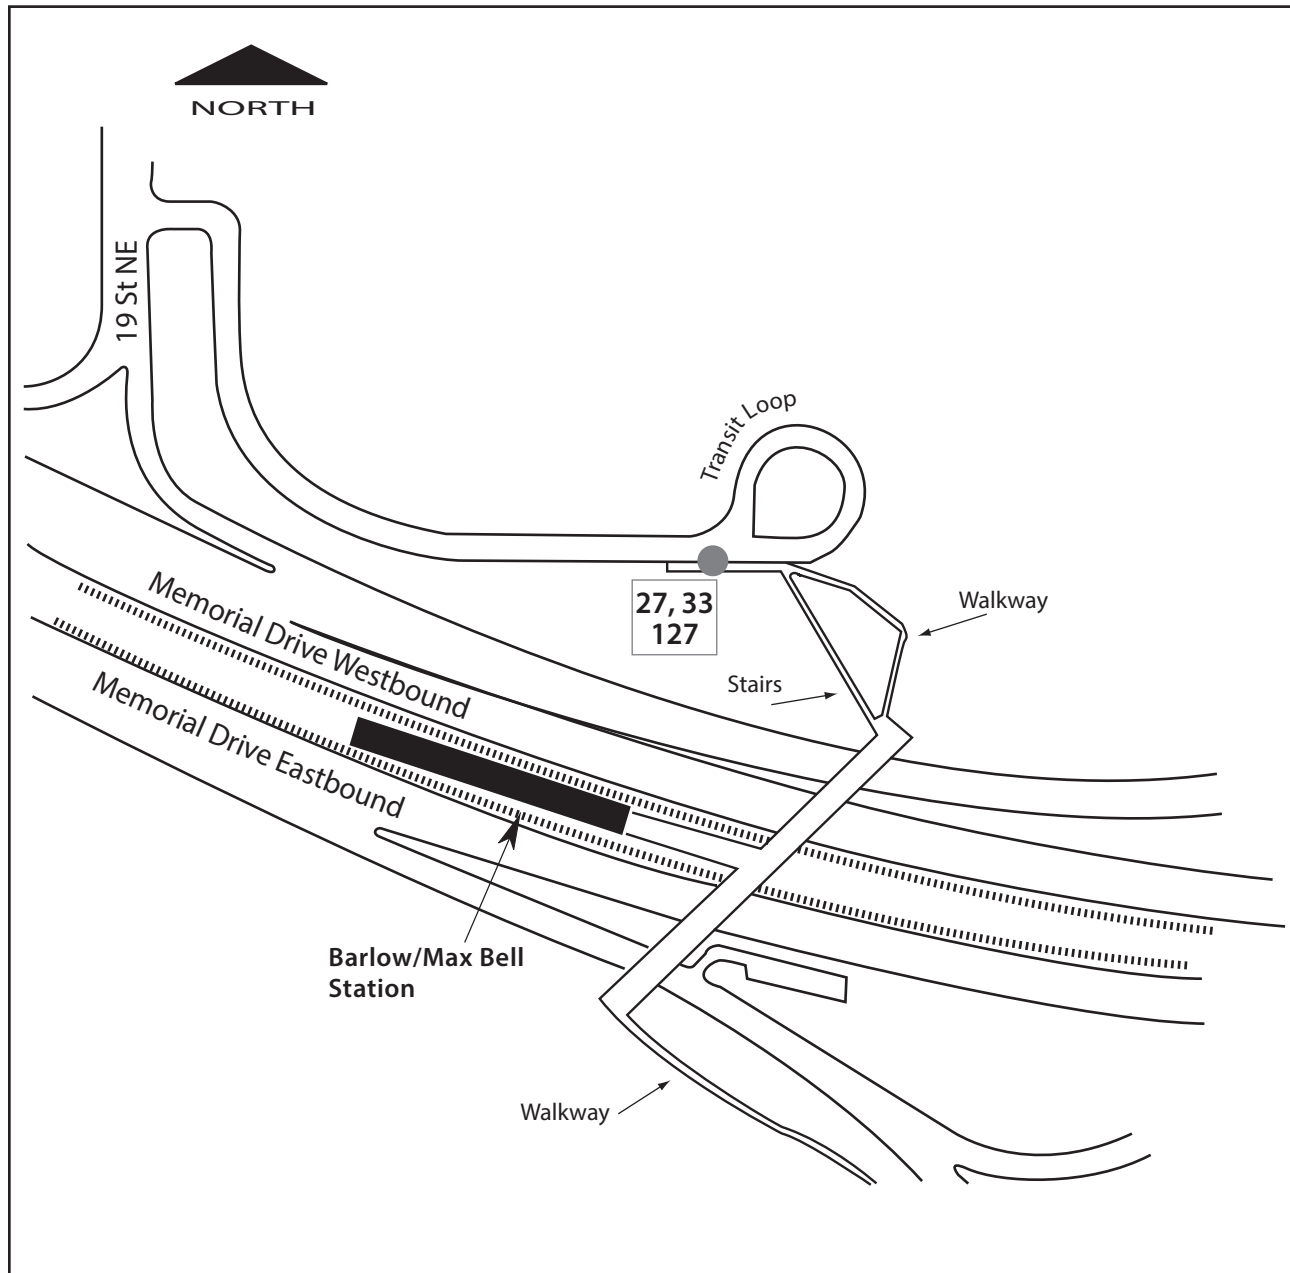 NORTH
19 St NE
Transit Loop
27, 33
127
Walkway
Stairs
Memorial Drive Westbound
Memorial Drive Eastbound
Barlow/Max Bell
Station
Walkway